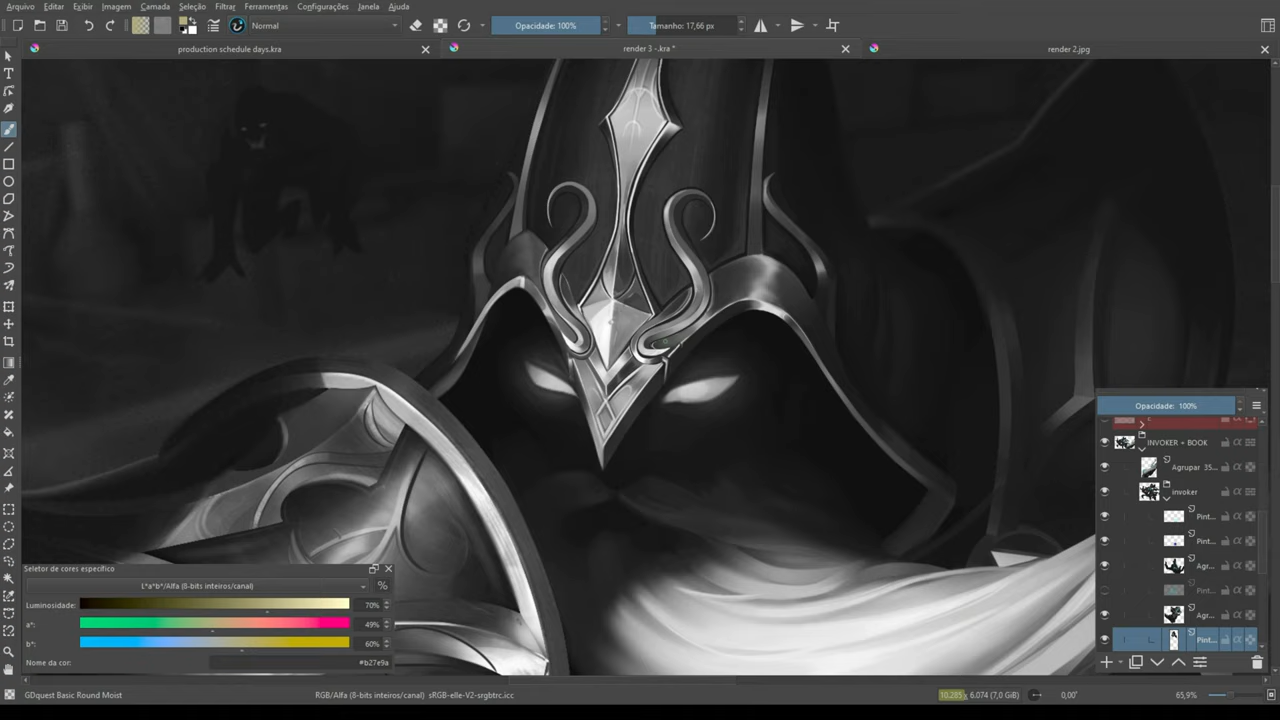 Arquivo Editar Exibir Imagem Camada Seleção Filtrar Ferramentas Configurações Janela Ajuda
Normal Opacidade: 100% Tamanho: 17,66 px
production schedule days.kra render 3 -.kra * render 2.jpg
Opacidade: 100%
INVOKER + BOOK
Agrupar 35...
invoker
Pint...
Pint...
Agr...
Ag...
Pint...
Seletor de cores específico
L*a*b*/Alfa (8-bits inteiros/canal) %
Luminosidade: 70%
a*: 49%
b*: 60%
Nome da cor: #b27e9a
GDquest Basic Round Moist RGB/Alfa (8-bits inteiros/canal) sRGB-elle-V2-srgbtrc.icc 10.285 x 6.074 (7,0 GiB) 0,00° 65,9%